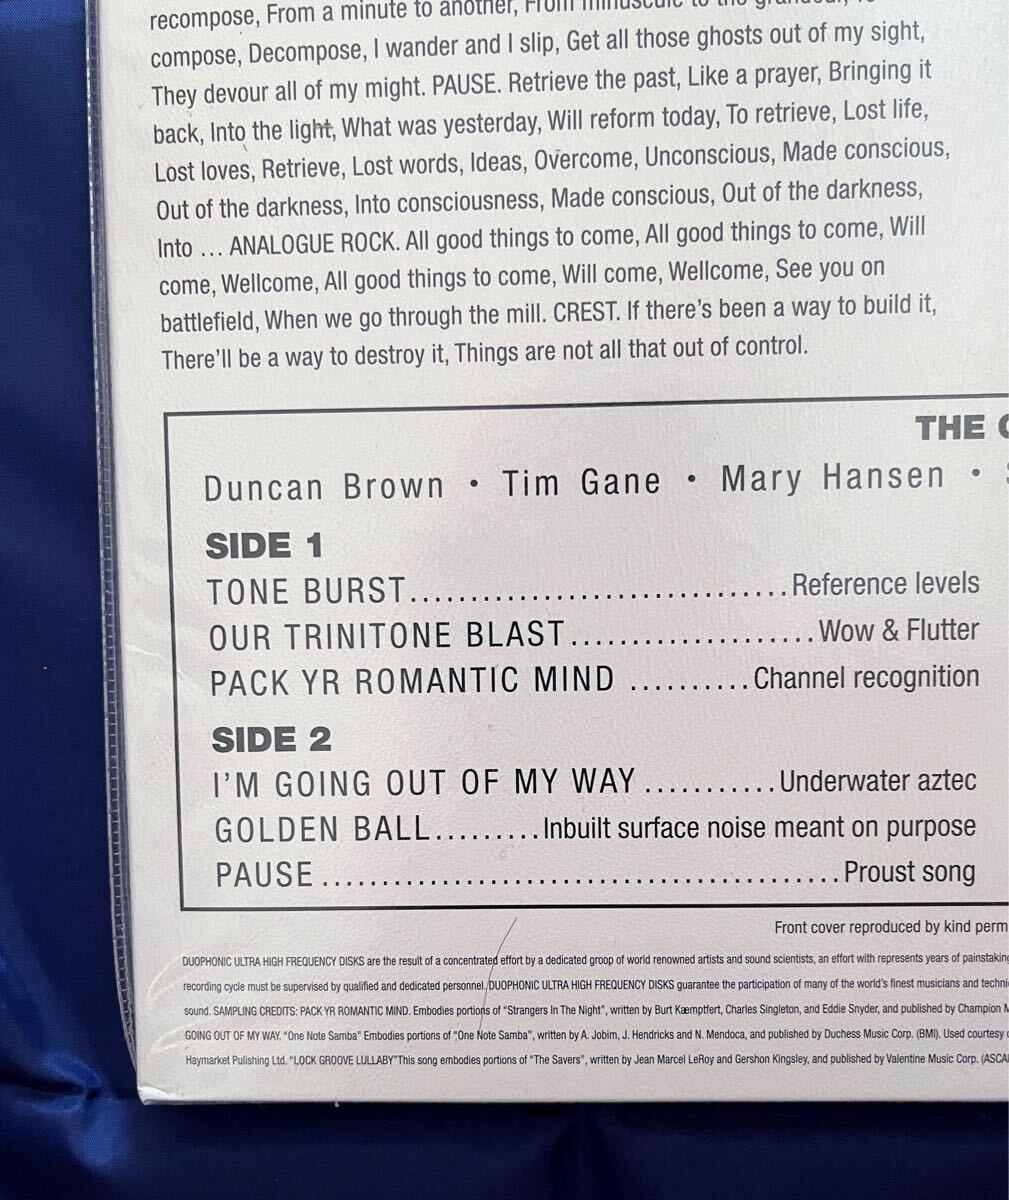 recompose, From a minute to another, From minuscule to the grandeur, To
compose, Decompose, I wander and I slip, Get all those ghosts out of my sight,
They devour all of my might. PAUSE. Retrieve the past, Like a prayer, Bringing it
back, Into the light, What was yesterday, Will reform today, To retrieve, Lost life,
Lost loves, Retrieve, Lost words, Ideas, Overcome, Unconscious, Made conscious,
Out of the darkness, Into consciousness, Made conscious, Out of the darkness,
Into ... ANALOGUE ROCK. All good things to come, All good things to come, Will
come, Wellcome, All good things to come, Will come, Wellcome, See you on
battlefield, When we go through the mill. CREST. If there's been a way to build it,
There'll be a way to destroy it, Things are not all that out of control.
THE
Duncan Brown • Tim Gane • Mary Hansen •
SIDE 1
TONE BURST...............................Reference levels
OUR TRINITONE BLAST....................Wow & Flutter
PACK YR ROMANTIC MIND ..........Channel recognition
SIDE 2
I'M GOING OUT OF MY WAY...........Underwater aztec
GOLDEN BALL.........Inbuilt surface noise meant on purpose
PAUSE ..........................................Proust song
Front cover reproduced by kind perm
DUOPHONIC ULTRA HIGH FREQUENCY DISKS are the result of a concentrated effort by a dedicated groop of world renowned artists and sound scientists, an effort with represents years of painstaking
recording cycle must be supervised by qualified and dedicated personnel. DUOPHONIC ULTRA HIGH FREQUENCY DISKS guarantee the participation of many of the world's finest musicians and techni
sound. SAMPLING CREDITS: PACK YR ROMANTIC MIND. Embodies portions of "Strangers In The Night", written by Burt Kæmptfert, Charles Singleton, and Eddie Snyder, and published by Champion M
GOING OUT OF MY WAY. "One Note Samba" Embodies portions of "One Note Samba", written by A. Jobim, J. Hendricks and N. Mendoca, and published by Duchess Music Corp. (BMI). Used courtesy
Haymarket Pulishing Ltd. "LOCK GROOVE LULLABY" This song embodies portions of "The Savers", written by Jean Marcel LeRoy and Gershon Kingsley, and published by Valentine Music Corp. (ASCA